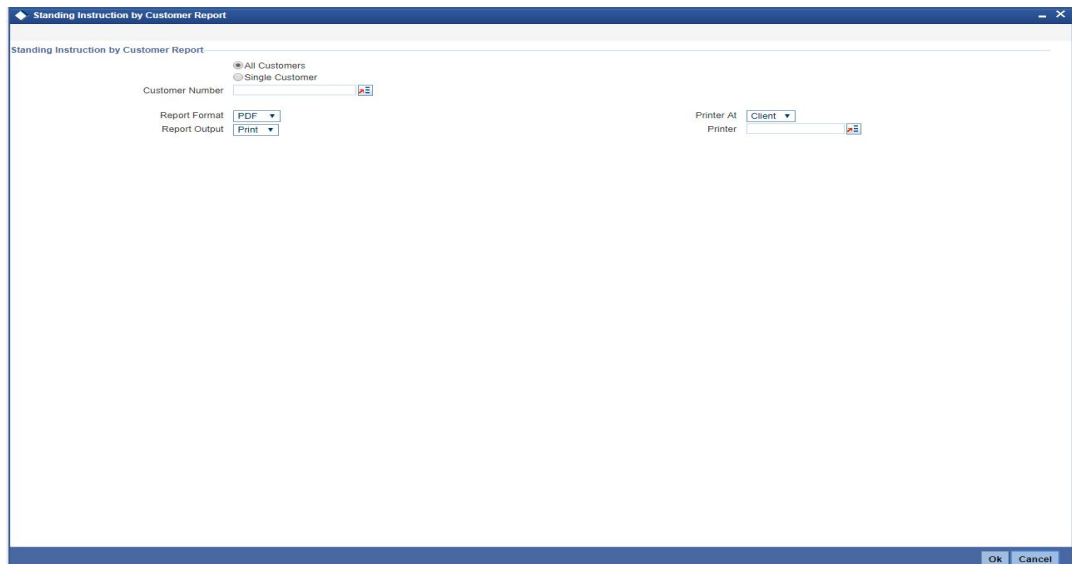 Standing Instruction by Customer Report
Standing Instruction by Customer Report
All Customers
Single Customer
Customer Number
Report Format PDF Printer At Client
Report Output Print Printer
Ok Cancel